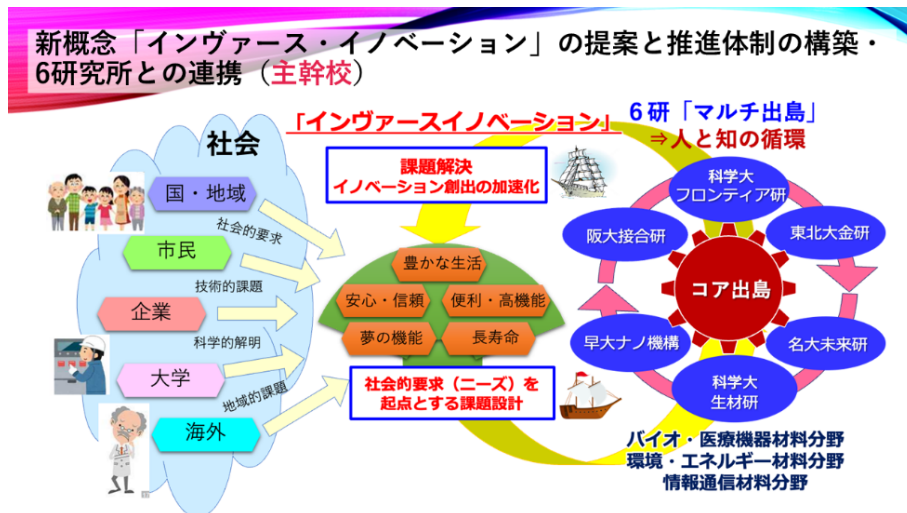 新概念「インヴァース・イノベーション」の提案と推進体制の構築・
6研究所との連携（主幹校）
社会
「インヴァースイノベーション」
６研「マルチ出島」
⇒人と知の循環
国・地域
市民
企業
大学
海外
社会的要求
技術的課題
科学的解明
地域的課題
課題解決
イノベーション創出の加速化
豊かな生活
安心・信頼
便利・高機能
夢の機能
長寿命
社会的要求（ニーズ）を
起点とする課題設計
科学大
フロンティア研
阪大接合研
東北大金研
コア出島
早大ナノ機構
名大未来研
科学大
生材研
バイオ・医療機器材料分野
環境・エネルギー材料分野
情報通信材料分野